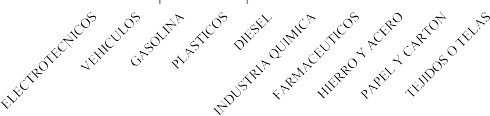 ELECTROTECNICOS
VEHICULOS
GASOLINA
PLASTICOS
DIESEL
INDUSTRIA QUIMICA
FARMACEUTICOS
HIERRO Y ACERO
PAPEL Y CARTON
TEJIDOS O TELAS